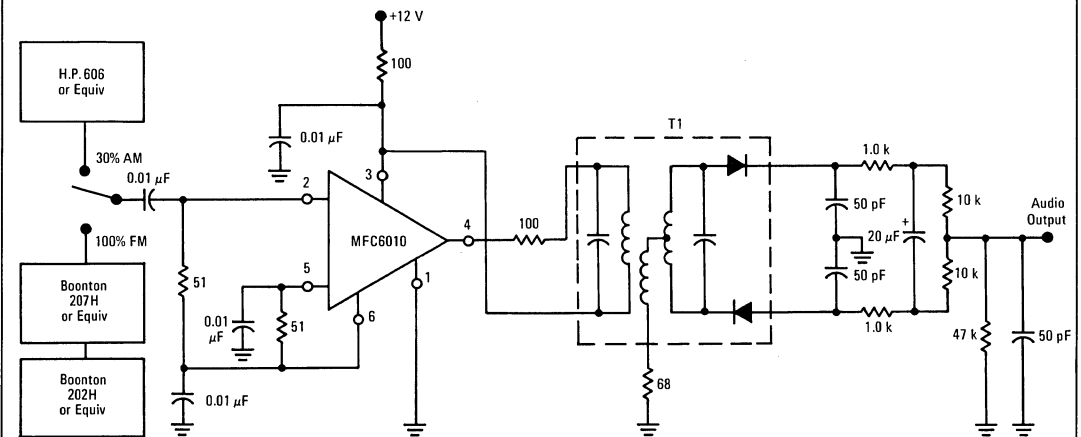 +12 V
100
H.P. 606
or Equiv
0.01 µF
T1
30% AM
0.01 µF
3
1.0 k
2
50 pF
10 k
Audio
Output
4
100
MFC6010
+
20 µF
100% FM
5
1
50 pF
10 k
Boonton
207H
or Equiv
51
0.01
µF
51
6
1.0 k
47 k
50 pF
Boonton
202H
or Equiv
0.01 µF
68